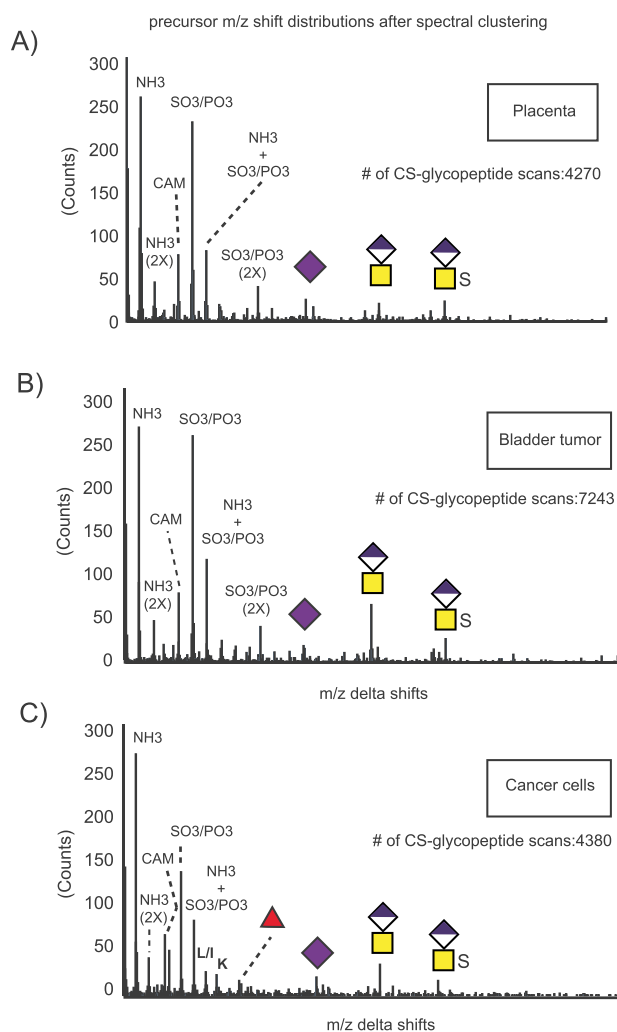 precursor m/z shift distributions after spectral clustering
A)
300
250
200
150
100
50
0
(Counts)
NH3
SO3/PO3
NH3
+
SO3/PO3
CAM
NH3
(2X)
SO3/PO3
(2X)
S
Placenta
# of CS-glycopeptide scans:4270
B)
300
250
200
150
100
50
0
(Counts)
NH3
SO3/PO3
CAM
NH3
+
SO3/PO3
NH3
(2X)
SO3/PO3
(2X)
S
Bladder tumor
# of CS-glycopeptide scans:7243
m/z delta shifts
C)
300
250
200
150
100
50
0
(Counts)
NH3
SO3/PO3
CAM
NH3
+
SO3/PO3
NH3
(2X)
L/I
K
S
Cancer cells
# of CS-glycopeptide scans:4380
m/z delta shifts